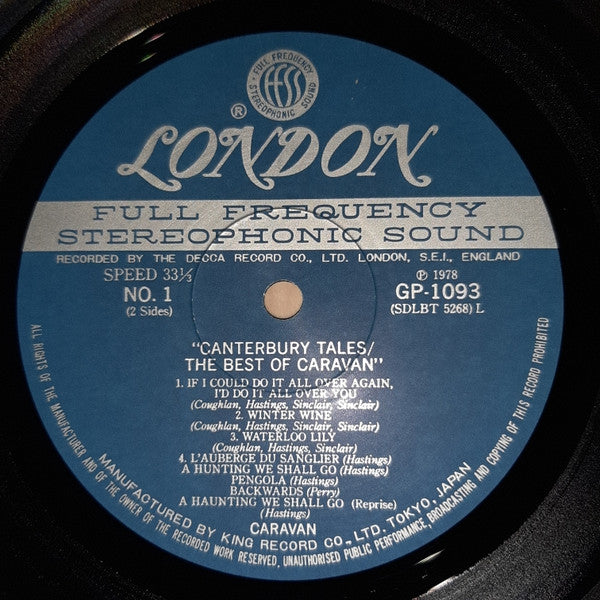 FULL FREQUENCY
FFSS
STEREOPHONIC SOUND
®
LONDON
FULL FREQUENCY
STEREOPHONIC SOUND
RECORDED BY THE DECCA RECORD CO., LTD. LONDON, S.E.I., ENGLAND
SPEED 33⅓
℗ 1978
NO. 1
GP-1093
(2 Sides)
(SDLBT 5268) L
"CANTERBURY TALES/
THE BEST OF CARAVAN"
1. IF I COULD DO IT ALL OVER AGAIN,
I'D DO IT ALL OVER YOU
(Coughlan, Hastings, Sinclair, Sinclair)
2. WINTER WINE
(Coughlan, Hastings, Sinclair, Sinclair)
3. WATERLOO LILY
(Coughlan, Hastings, Sinclair)
4. L'AUBERGE DU SANGLIER (Hastings)
A HUNTING WE SHALL GO (Hastings)
PENGOLA (Hastings)
BACKWARDS (Perry)
A HAUNTING WE SHALL GO (Reprise)
(Hastings)
CARAVAN
MANUFACTURED BY KING RECORD CO., LTD. TOKYO, JAPAN
ALL RIGHTS OF THE MANUFACTURER AND OF THE OWNER OF THE RECORDED WORK RESERVED, UNAUTHORISED PUBLIC PERFORMANCE, BROADCASTING AND COPYING OF THIS RECORD PROHIBITED